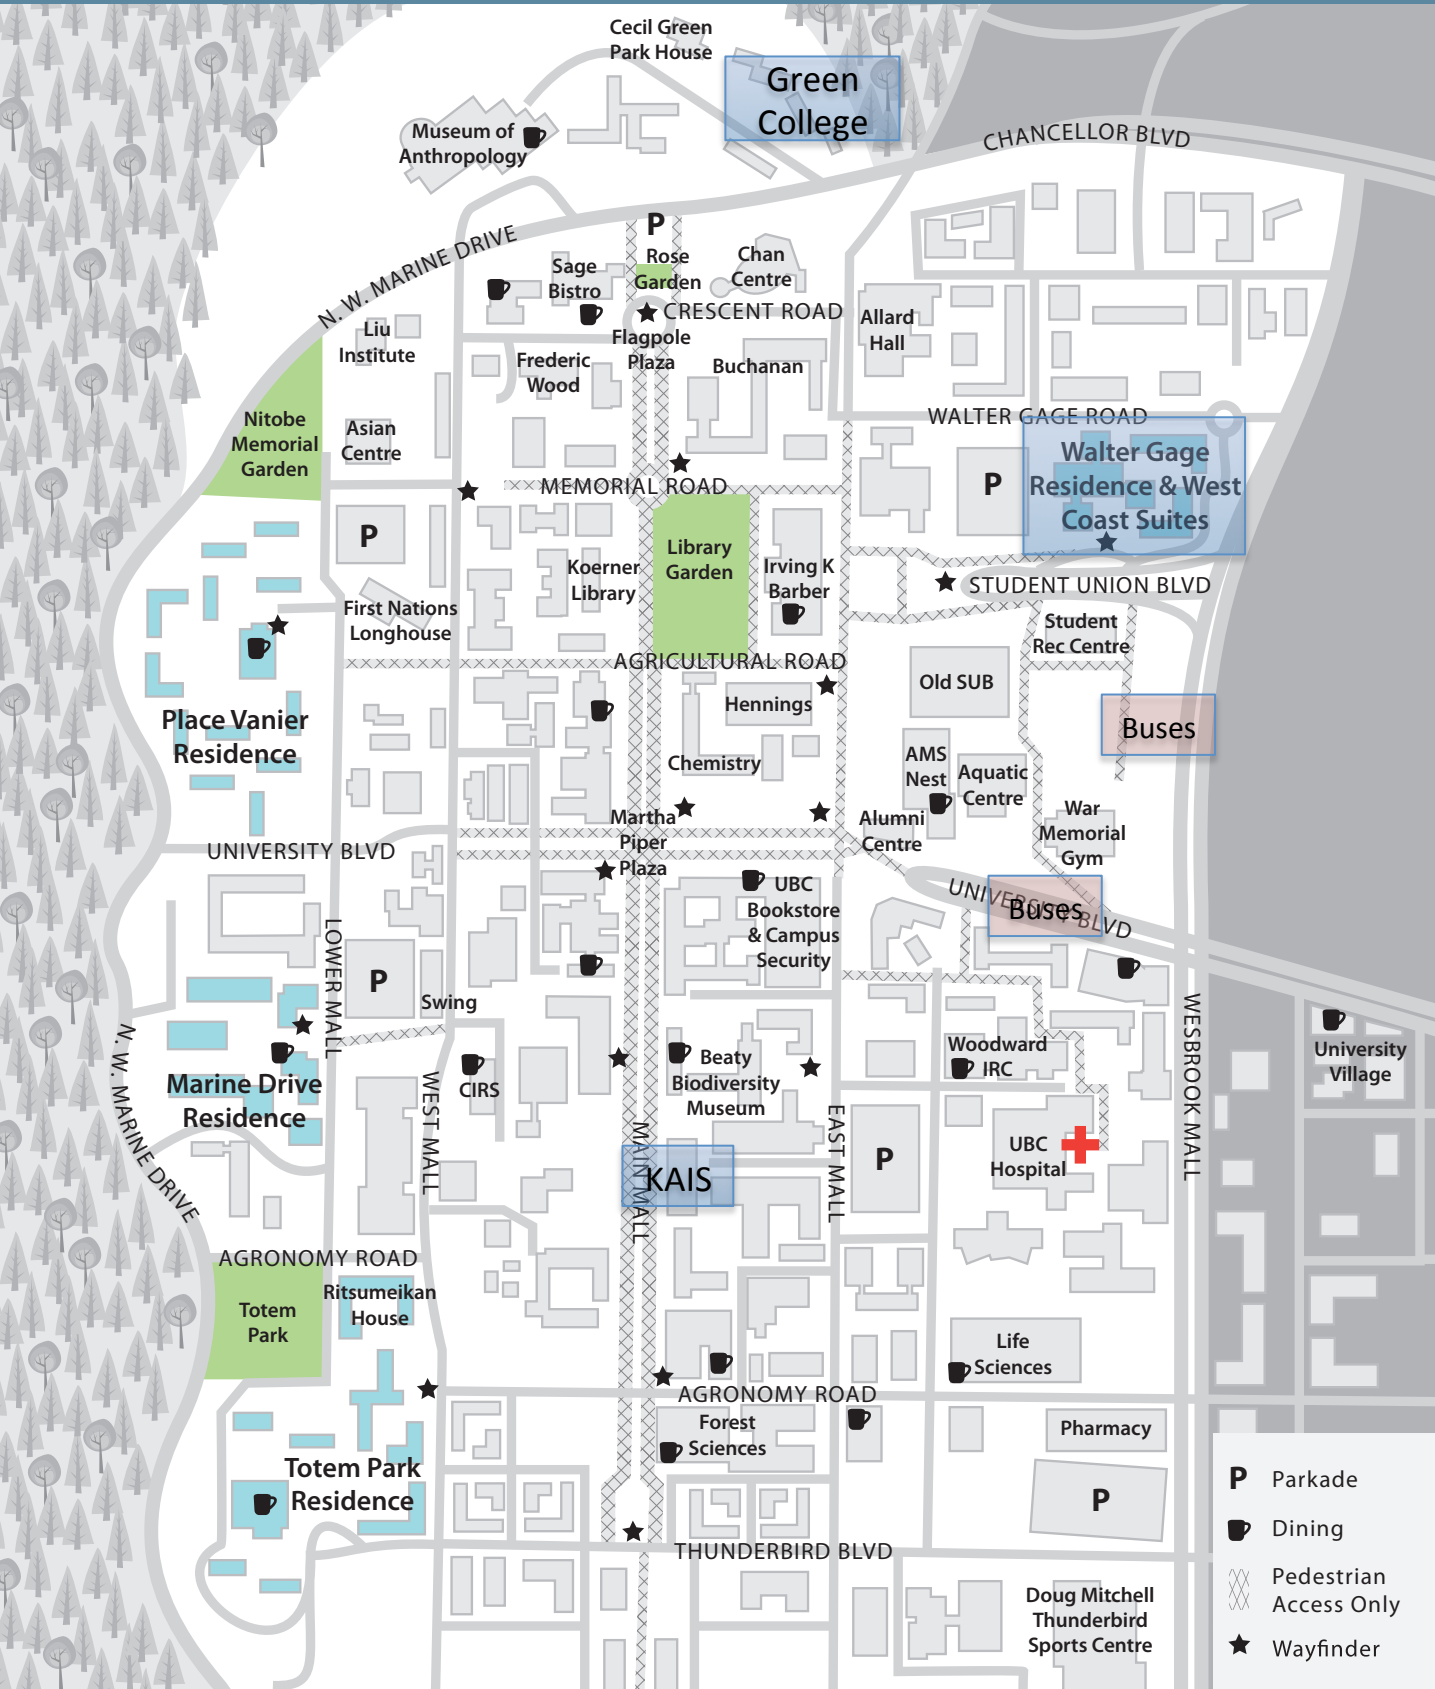 Cecil Green
Park House
Green
College
Museum of
Anthropology
CHANCELLOR BLVD
P
N. W. MARINE DRIVE
Rose
Garden
Chan
Centre
Sage
Bistro
CRESCENT ROAD
Flagpole
Plaza
Allard
Hall
Liu
Institute
Frederic
Wood
Buchanan
WALTER GAGE ROAD
Nitobe
Memorial
Garden
Asian
Centre
Walter Gage
Residence & West
Coast Suites
P
MEMORIAL ROAD
P
Library
Garden
Koerner
Library
Irving K
Barber
STUDENT UNION BLVD
First Nations
Longhouse
Student
Rec Centre
AGRICULTURAL ROAD
Old SUB
Hennings
Place Vanier
Residence
Buses
Chemistry
AMS
Nest
Aquatic
Centre
Martha
Piper
Plaza
Alumni
Centre
War
Memorial
Gym
UNIVERSITY BLVD
UBC
Bookstore
& Campus
Security
UNIVERSITY BLVD
Buses
LOWER MALL
P
Swing
N. W. MARINE DRIVE
WESBROOK MALL
Woodward
IRC
University
Village
Beaty
Biodiversity
Museum
CIRS
Marine Drive
Residence
WEST MALL
MAIN MALL
EAST MALL
P
UBC
Hospital
KAIS
AGRONOMY ROAD
Ritsumeikan
House
Totem
Park
Life
Sciences
AGRONOMY ROAD
Forest
Sciences
Pharmacy
Totem Park
Residence
P
THUNDERBIRD BLVD
Doug Mitchell
Thunderbird
Sports Centre
P Parkade
Dining
Pedestrian
Access Only
Wayfinder